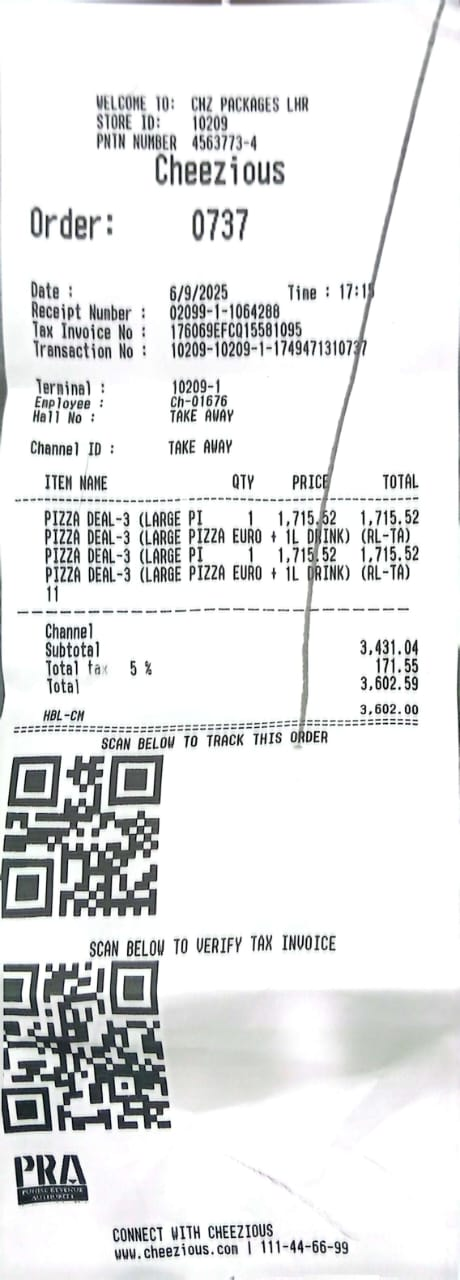 WELCOME TO: CHZ PACKAGES LHR
STORE ID: 10209
PNTN NUMBER 4563773-4
Cheezious
Order: 0737
Date : 6/9/2025 Time : 17:15
Receipt Number : 02099-1-1064288
Tax Invoice No : 176069EFCQ15581095
Transaction No : 10209-10209-1-1749471310737
Terminal : 10209-1
Employee : Ch-01676
Hall No : TAKE AWAY
Channel ID : TAKE AWAY
ITEM NAME QTY PRICE TOTAL
PIZZA DEAL-3 (LARGE PI 1 1,715.52 1,715.52
PIZZA DEAL-3 (LARGE PIZZA EURO + 1L DRINK) (RL-TA)
PIZZA DEAL-3 (LARGE PI 1 1,715.52 1,715.52
PIZZA DEAL-3 (LARGE PIZZA EURO + 1L DRINK) (RL-TA)
11
Channel
Subtotal 3,431.04
Total tax 5 % 171.55
Total 3,602.59
HBL-CM 3,602.00
SCAN BELOW TO TRACK THIS ORDER
SCAN BELOW TO VERIFY TAX INVOICE
PRA
PUNJAB REVENUE
AUTHORITY
CONNECT WITH CHEEZIOUS
www.cheezious.com | 111-44-66-99